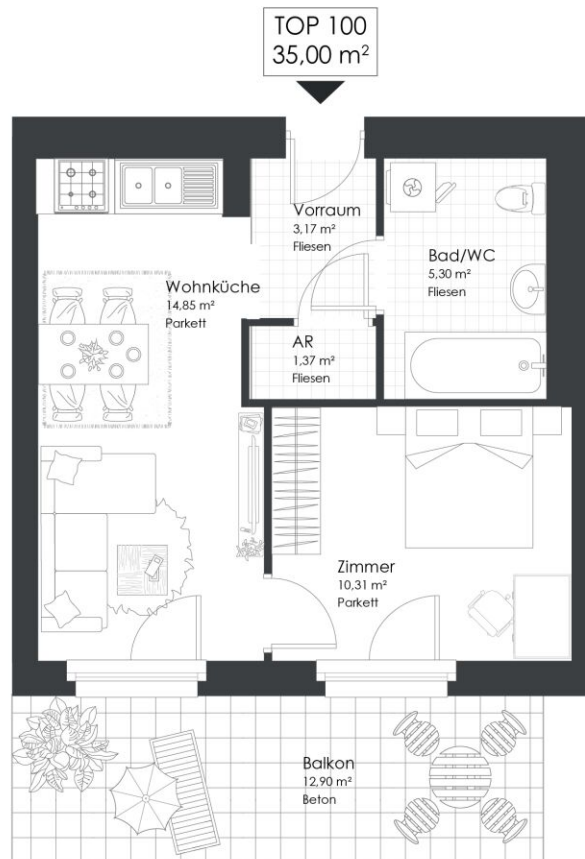 TOP 100
35,00 m²
Vorraum
3,17 m²
Fliesen
Bad/WC
5,30 m²
Fliesen
Wohnküche
14,85 m²
Parkett
AR
1,37 m²
Fliesen
Zimmer
10,31 m²
Parkett
Balkon
12,90 m²
Beton